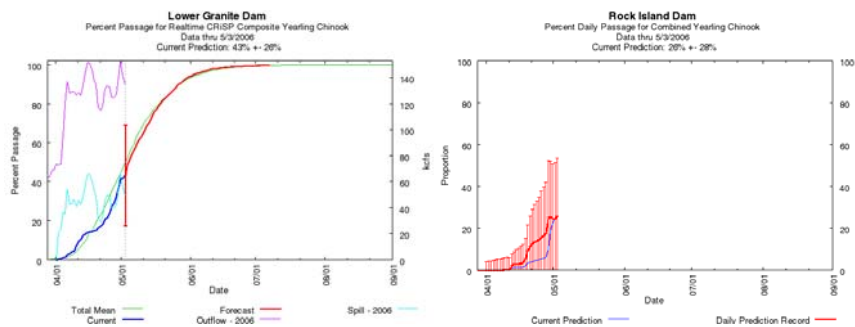 Lower Granite Dam
Percent Passage for Realtime CRiSP Composite Yearling Chinook
Data thru 5/3/2006
Current Prediction: 43% +- 26%
100
80
60
40
20
0
Percent Passage
140
120
100
80
60
40
20
0
kcfs
04/01
05/01
06/01
07/01
08/01
09/01
Date
Total Mean
Forecast
Spill - 2006
Current
Outflow - 2006
Rock Island Dam
Percent Daily Passage for Combined Yearling Chinook
Data thru 5/3/2006
Current Prediction: 26% +- 28%
100
80
60
40
20
0
Proportion
100
80
60
40
20
0
04/01
05/01
06/01
07/01
08/01
09/01
Date
Current Prediction
Daily Prediction Record